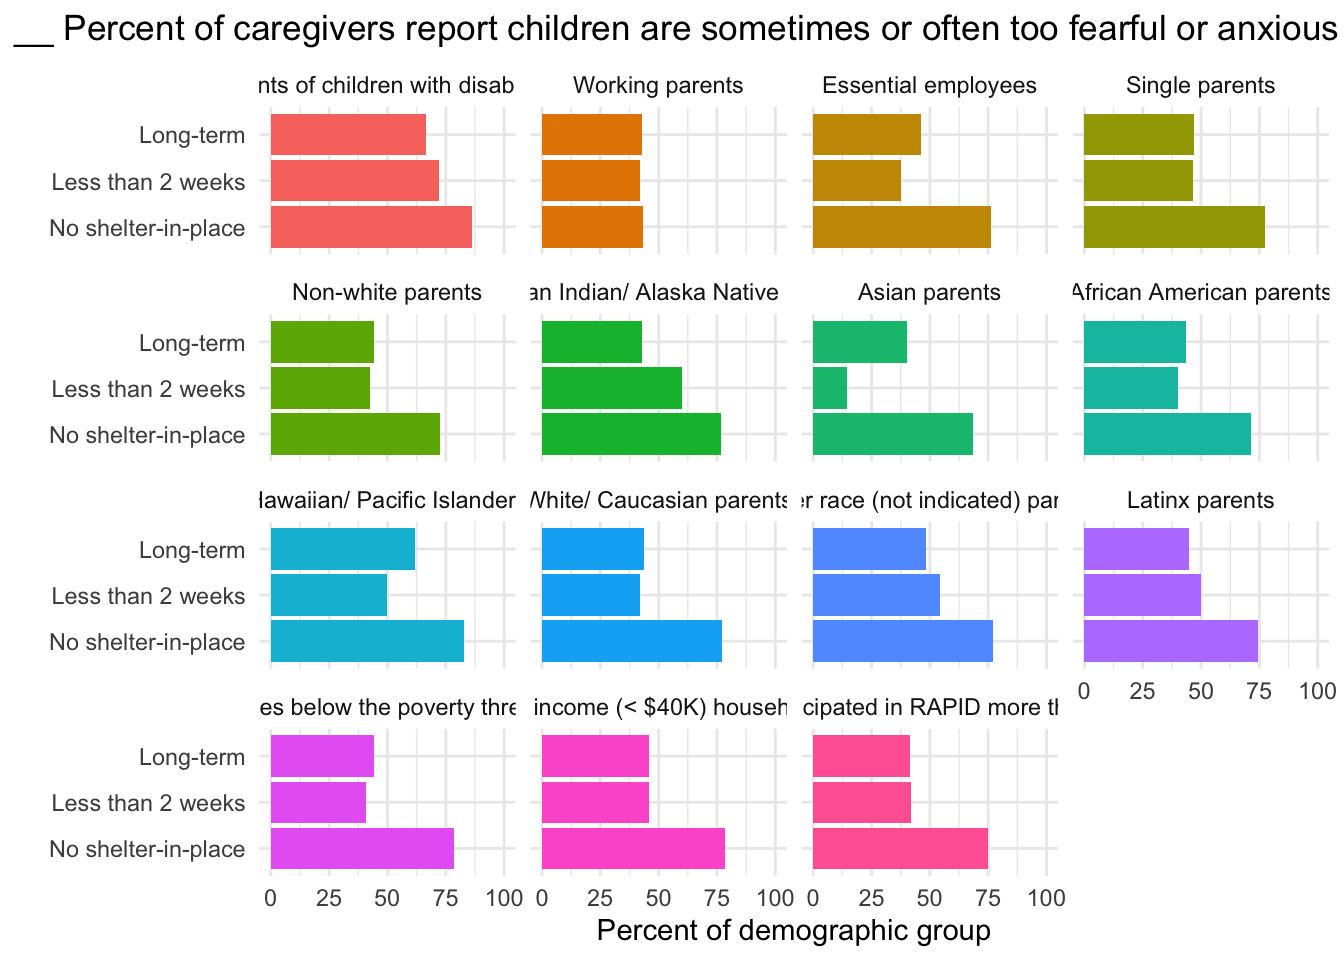 __ Percent of caregivers report children are sometimes or often too fearful or anxious
nts of children with disab
Working parents
Essential employees
Single parents
Long-term
Less than 2 weeks
No shelter-in-place
Non-white parents
an Indian/ Alaska Native
Asian parents
African American parents
Long-term
Less than 2 weeks
No shelter-in-place
Hawaiian/ Pacific Islander
White/ Caucasian parents
er race (not indicated) par
Latinx parents
Long-term
Less than 2 weeks
No shelter-in-place
0 25 50 75 100
es below the poverty thre
income (< $40K) househ
cipated in RAPID more th
Long-term
Less than 2 weeks
No shelter-in-place
0 25 50 75 100
0 25 50 75 100
0 25 50 75 100
Percent of demographic group